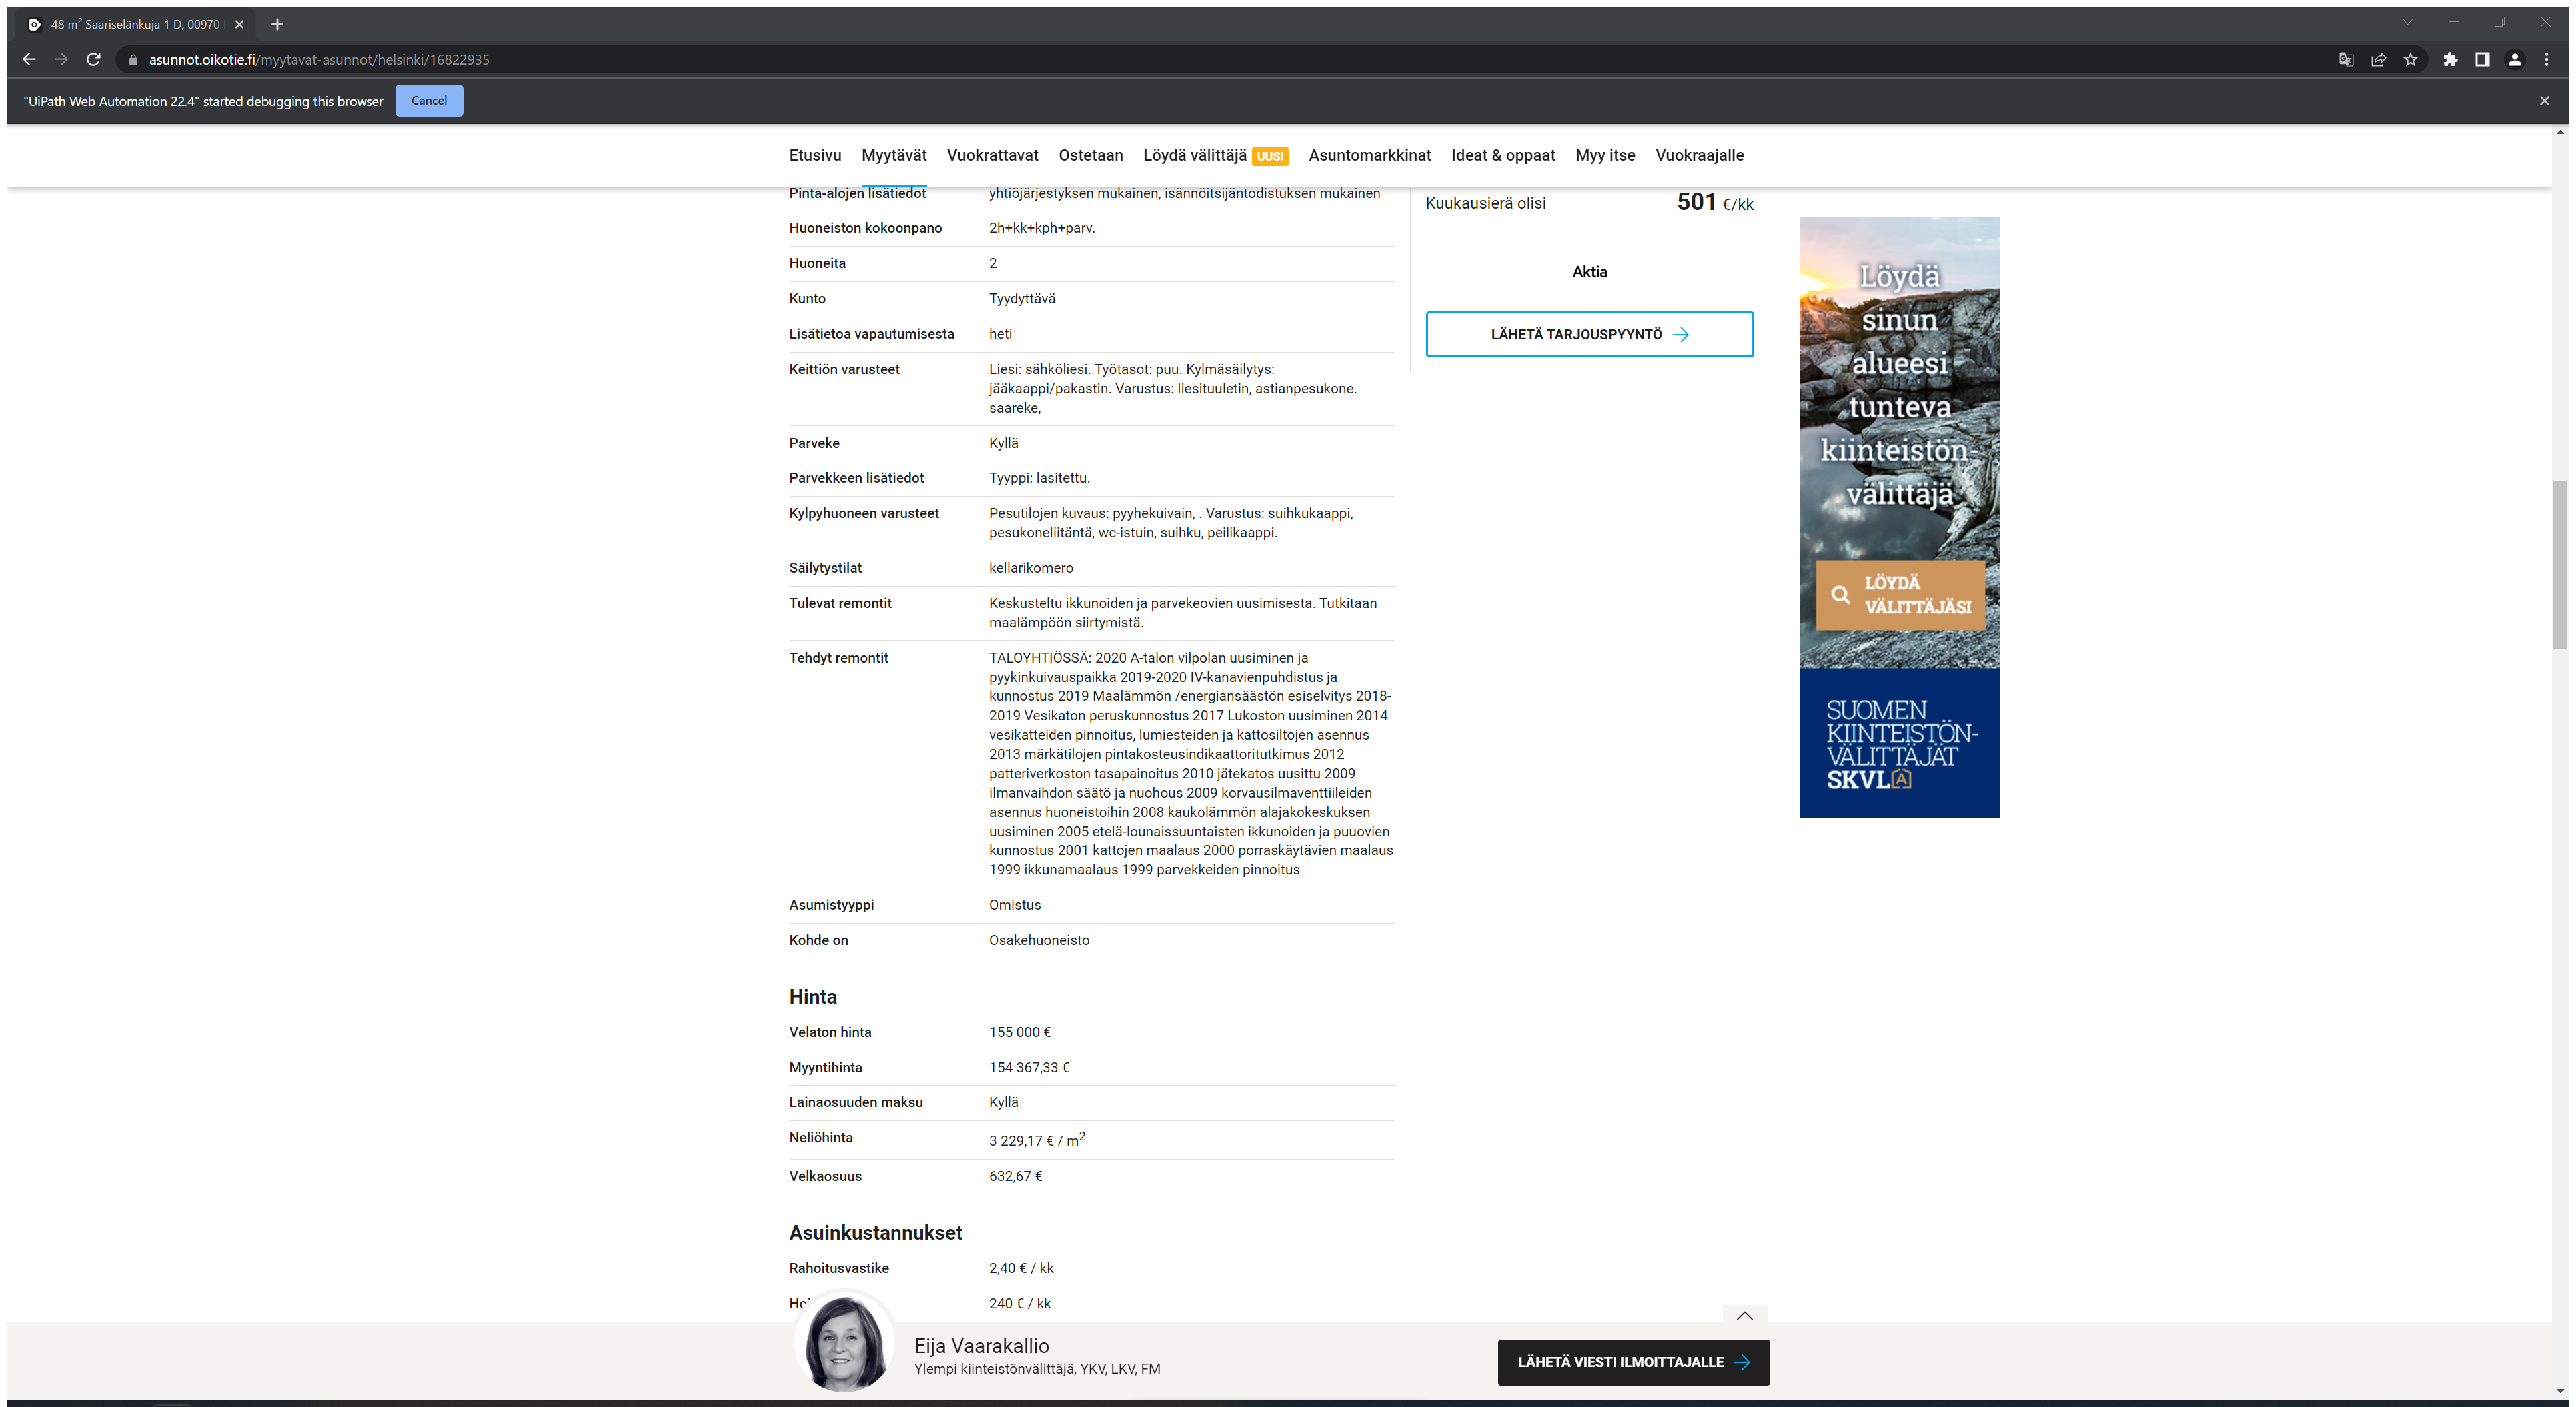 48 m² Saariselänkuja 1 D, 00970
asunnot.oikotie.fi/myytavat-asunnot/helsinki/16822935
"UiPath Web Automation 22.4" started debugging this browser Cancel
Etusivu Myytävät Vuokrattavat Ostetaan Löydä välittäjä UUSI Asuntomarkkinat Ideat & oppaat Myy itse Vuokraajalle
Pinta-alojen lisätiedot yhtiöjärjestyksen mukainen, isännöitsijäntodistuksen mukainen
Huoneiston kokoonpano 2h+kk+kph+parv.
Huoneita 2
Kunto Tyydyttävä
Lisätietoa vapautumisesta heti
Keittiön varusteet Liesi: sähköliesi. Työtasot: puu. Kylmäsäilytys:
jääkaappi/pakastin. Varustus: liesituuletin, astianpesukone.
saareke,
Parveke Kyllä
Parvekkeen lisätiedot Tyyppi: lasitettu.
Kylpyhuoneen varusteet Pesutilojen kuvaus: pyyhekuivain, . Varustus: suihkukaappi,
pesukoneliitäntä, wc-istuin, suihku, peilikaappi.
Säilytystilat kellarikomero
Tulevat remontit Keskusteltu ikkunoiden ja parvekeovien uusimisesta. Tutkitaan
maalämpöön siirtymistä.
Tehdyt remontit TALOYHTIÖSSÄ: 2020 A-talon vilpolan uusiminen ja
pyykinkuivauspaikka 2019-2020 IV-kanavienpuhdistus ja
kunnostus 2019 Maalämmön /energiansäästön esiselvitys 2018-
2019 Vesikaton peruskunnostus 2017 Lukoston uusiminen 2014
vesikatteiden pinnoitus, lumiesteiden ja kattosiltojen asennus
2013 märkätilojen pintakosteusindikaattoritutkimus 2012
patteriverkoston tasapainoitus 2010 jätekatos uusittu 2009
ilmanvaihdon säätö ja nuohous 2009 korvausilmaventtiileiden
asennus huoneistoihin 2008 kaukolämmön alajakokeskuksen
uusiminen 2005 etelä-lounaissuuntaisten ikkunoiden ja puuovien
kunnostus 2001 kattojen maalaus 2000 porraskäytävien maalaus
1999 ikkunamaalaus 1999 parvekkeiden pinnoitus
Asumistyyppi Omistus
Kohde on Osakehuoneisto
Hinta
Velaton hinta 155 000 €
Myyntihinta 154 367,33 €
Lainaosuuden maksu Kyllä
Neliöhinta 3 229,17 € / m²
Velkaosuus 632,67 €
Asuinkustannukset
Rahoitusvastike 2,40 € / kk
240 € / kk
Kuukausierä olisi 501 €/kk
Aktia
LÄHETÄ TARJOUSPYYNTÖ
Löydä
sinun
alueesi
tunteva
kiinteistön-
välittäjä
LÖYDÄ
VÄLITTÄJÄSI
SUOMEN
KIINTEISTÖN-
VÄLITTÄJÄT
SKVL
Eija Vaarakallio
Ylempi kiinteistönvälittäjä, YKV, LKV, FM
LÄHETÄ VIESTI ILMOITTAJALLE